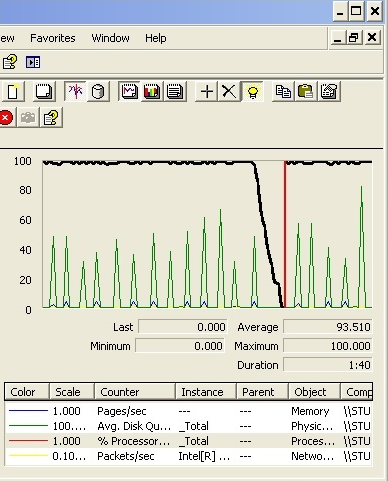 ew Favorites Window Help
100
80
60
40
20
0
Last 0.000 Average 93.510
Minimum 0.000 Maximum 100.000
Duration 1:40
Color Scale Counter Instance Parent Object Comp
1.000 Pages/sec --- --- Memory \\STU
100.... Avg. Disk Qu... _Total --- Physic... \\STU
1.000 % Processor... _Total --- Proces... \\STU
0.10... Packets/sec Intel[R] ... --- Netwo... \\STU